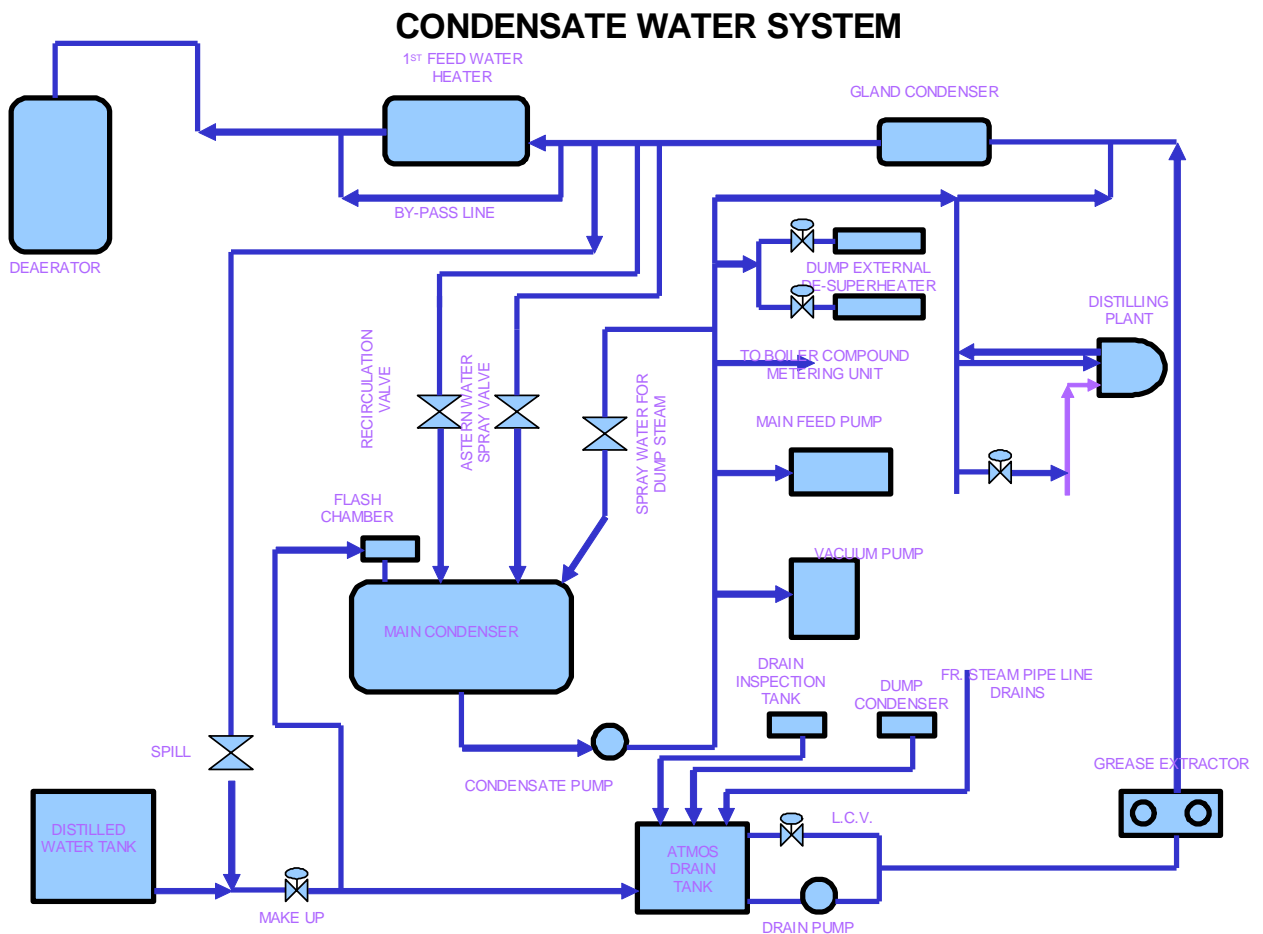 CONDENSATE WATER SYSTEM
1ST FEED WATER
HEATER
GLAND CONDENSER
BY-PASS LINE
DEAERATOR
DUMP EXTERNAL
DE-SUPERHEATER
DISTILLING
PLANT
RECIRCULATION
VALVE
ASTERN WATER
SPRAY VALVE
SPRAY WATER FOR
DUMP STEAM
TO BOILER COMPOUND
METERING UNIT
MAIN FEED PUMP
FLASH
CHAMBER
VACUUM PUMP
MAIN CONDENSER
DRAIN
INSPECTION
TANK
DUMP
CONDENSER
FR. STEAM PIPE LINE
DRAINS
SPILL
CONDENSATE PUMP
GREASE EXTRACTOR
DISTILLED
WATER TANK
L.C.V.
ATMOS
DRAIN
TANK
MAKE UP
DRAIN PUMP